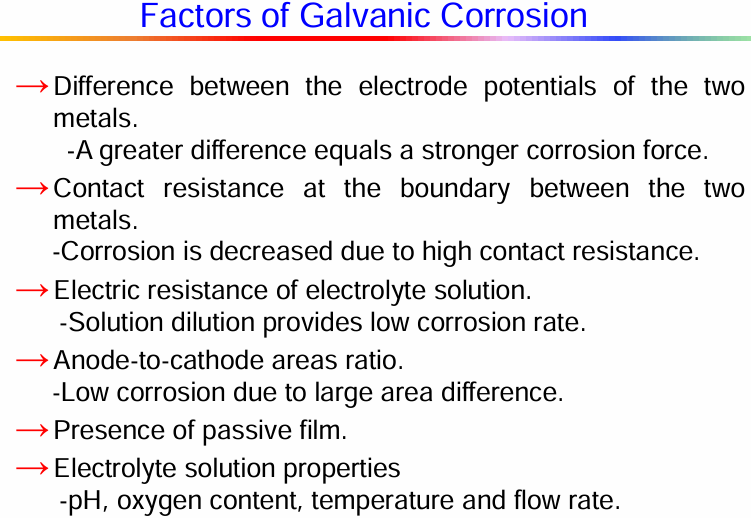 Factors of Galvanic Corrosion
→ Difference between the electrode potentials of the two
metals.
-A greater difference equals a stronger corrosion force.
→ Contact resistance at the boundary between the two
metals.
-Corrosion is decreased due to high contact resistance.
→ Electric resistance of electrolyte solution.
-Solution dilution provides low corrosion rate.
→ Anode-to-cathode areas ratio.
-Low corrosion due to large area difference.
→ Presence of passive film.
→ Electrolyte solution properties
-pH, oxygen content, temperature and flow rate.